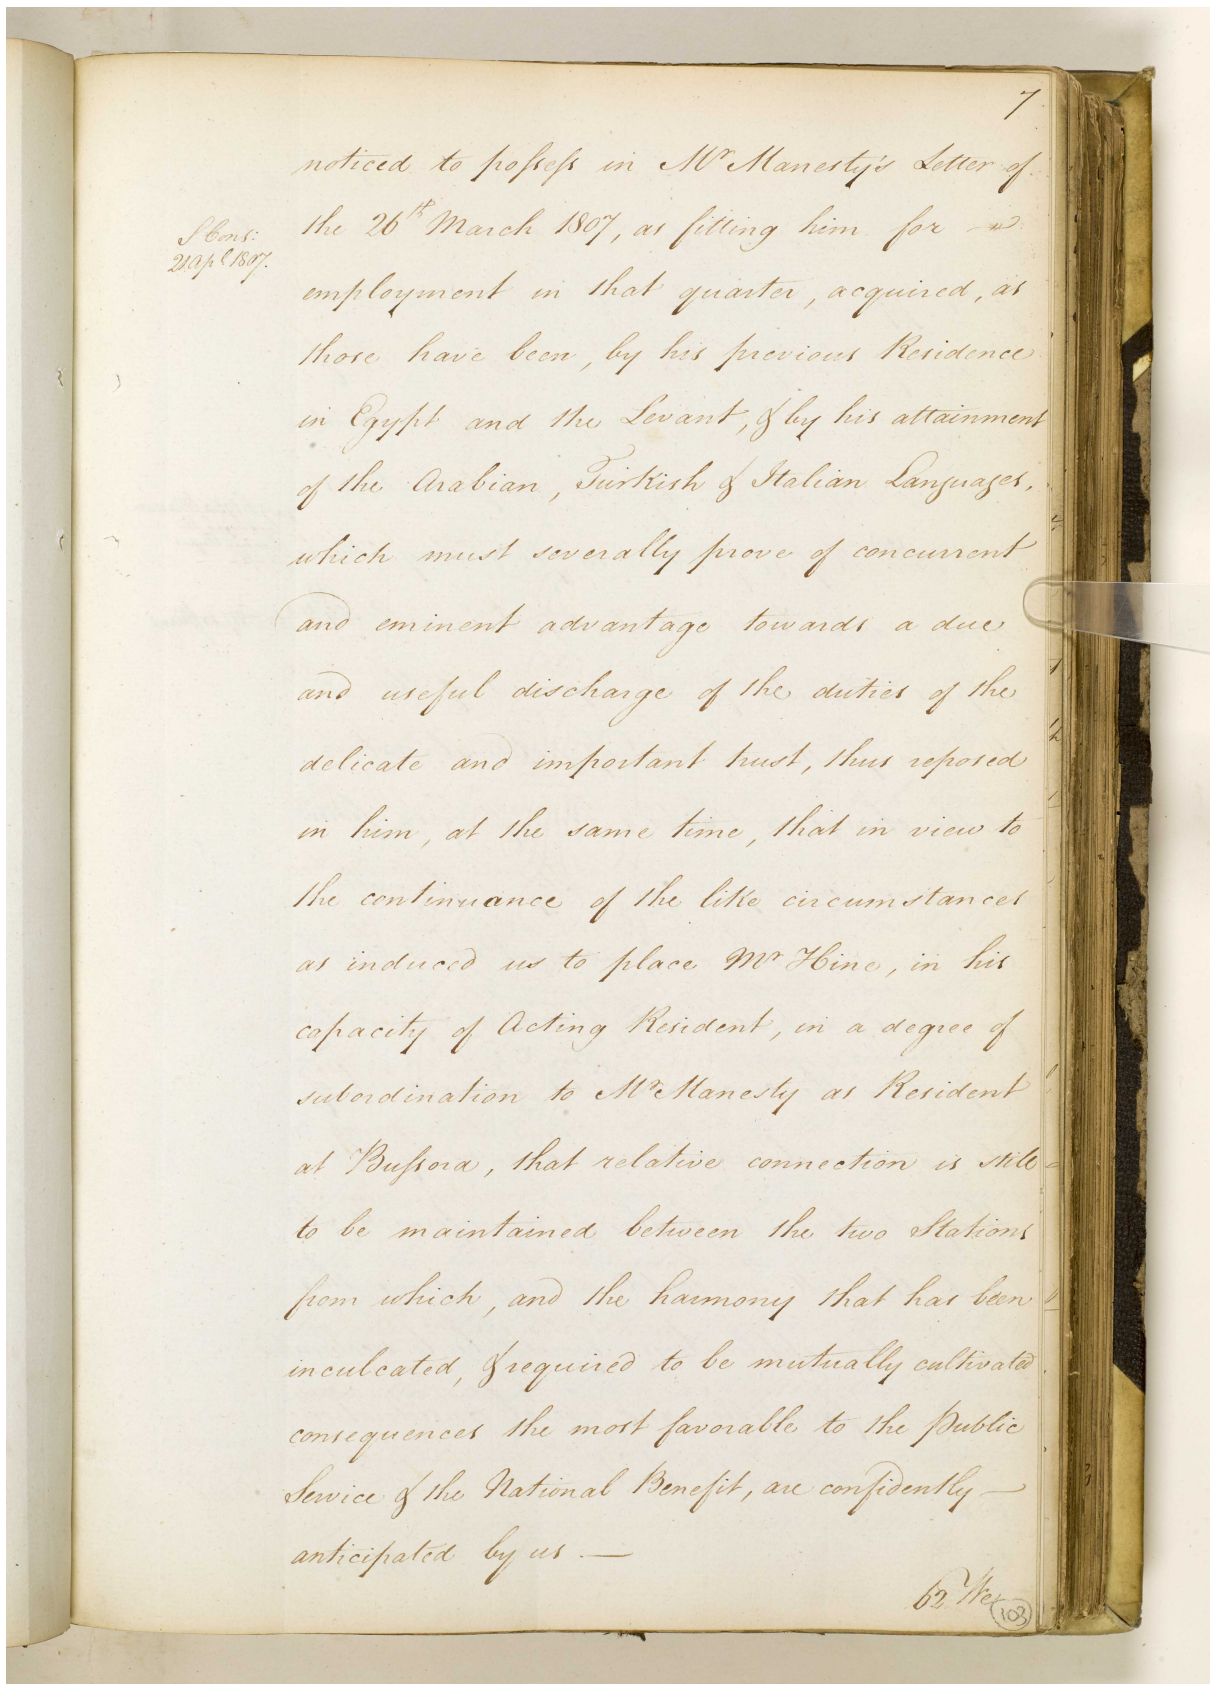 7
noticed to possess in Mr Manesty's Letter of
S Cons:
21 Apl 1807.
the 26th March 1807, as fitting him for
employment in that quarter, acquired, as
those have been, by his previous Residence
in Egypt and the Levant, & by his attainment
of the Arabian, Turkish & Italian Languages,
which must severally prove of concurrent
and eminent advantage towards a due
and useful discharge of the duties of the
delicate and important trust, thus reposed
in him, at the same time, that in view to
the continuance of the like circumstances
as induced us to place Mr Hine, in his
capacity of Acting Resident, in a degree of
subordination to Mr Manesty as Resident
at Bussora, that relative connection is still
to be maintained between the two Stations
from which, and the harmony that has been
inculcated, & required to be mutually cultivated
consequences the most favorable to the Public
Service & the National Benefit, are confidently —
anticipated by us. —
62 We
103